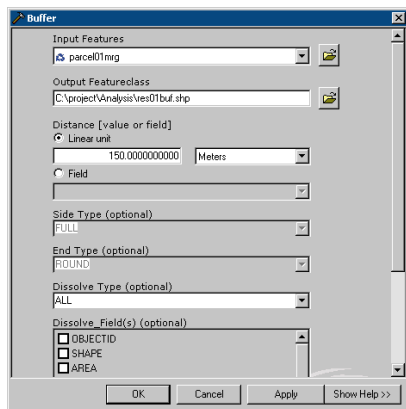 Buffer
Input Features
parcel01mrg
Output Featureclass
C:\project\Analysis\res01buf.shp
Distance [value or field]
Linear unit
150.0000000000 Meters
Field
Side Type (optional)
FULL
End Type (optional)
ROUND
Dissolve Type (optional)
ALL
Dissolve_Field(s) (optional)
OBJECTID
SHAPE
AREA
OK Cancel Apply Show Help >>